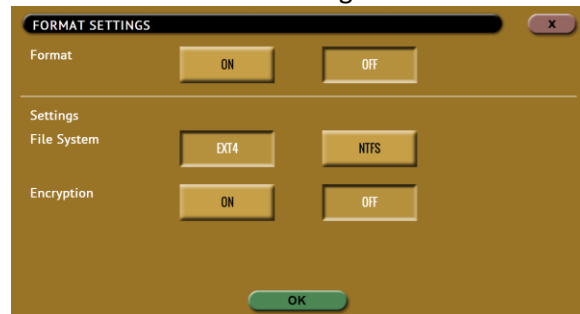 FORMAT SETTINGS
x
Format
ON
OFF
Settings
File System
EXT4
NTFS
Encryption
ON
OFF
OK